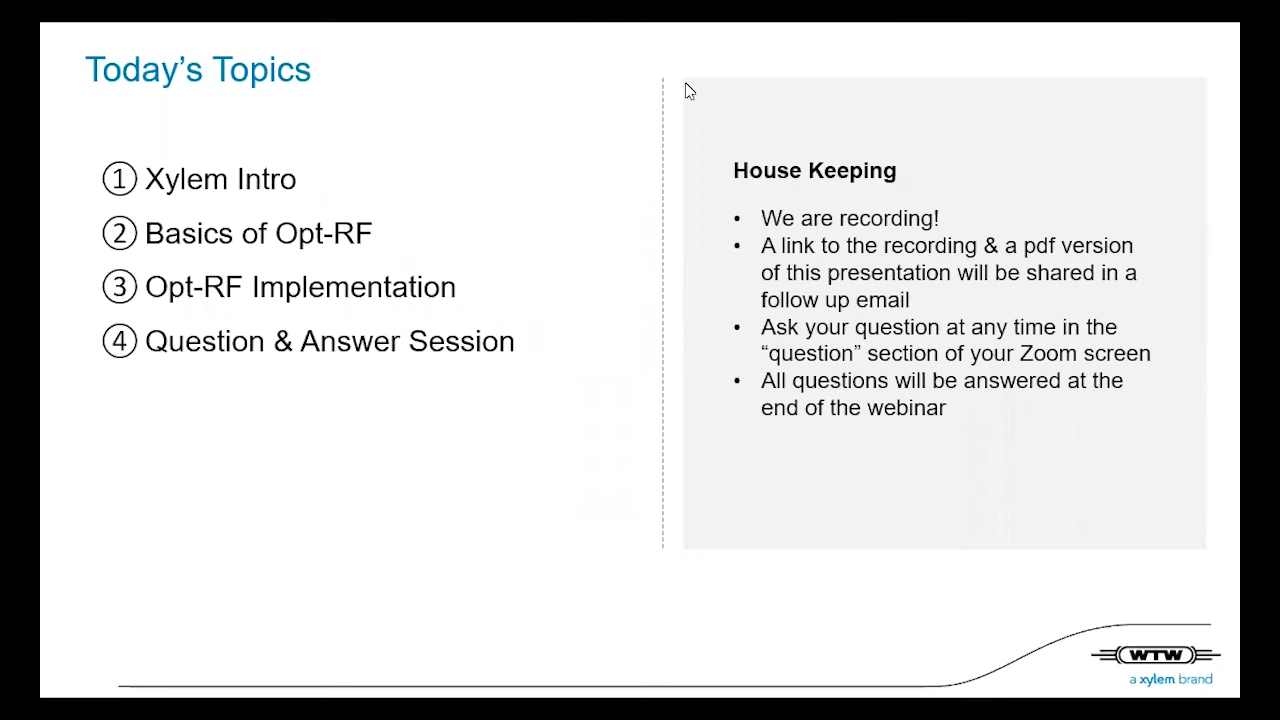 Today’s Topics
① Xylem Intro
② Basics of Opt-RF
③ Opt-RF Implementation
④ Question & Answer Session
House Keeping
• We are recording!
• A link to the recording & a pdf version
of this presentation will be shared in a
follow up email
• Ask your question at any time in the
“question” section of your Zoom screen
• All questions will be answered at the
end of the webinar
WTW
a xylem brand